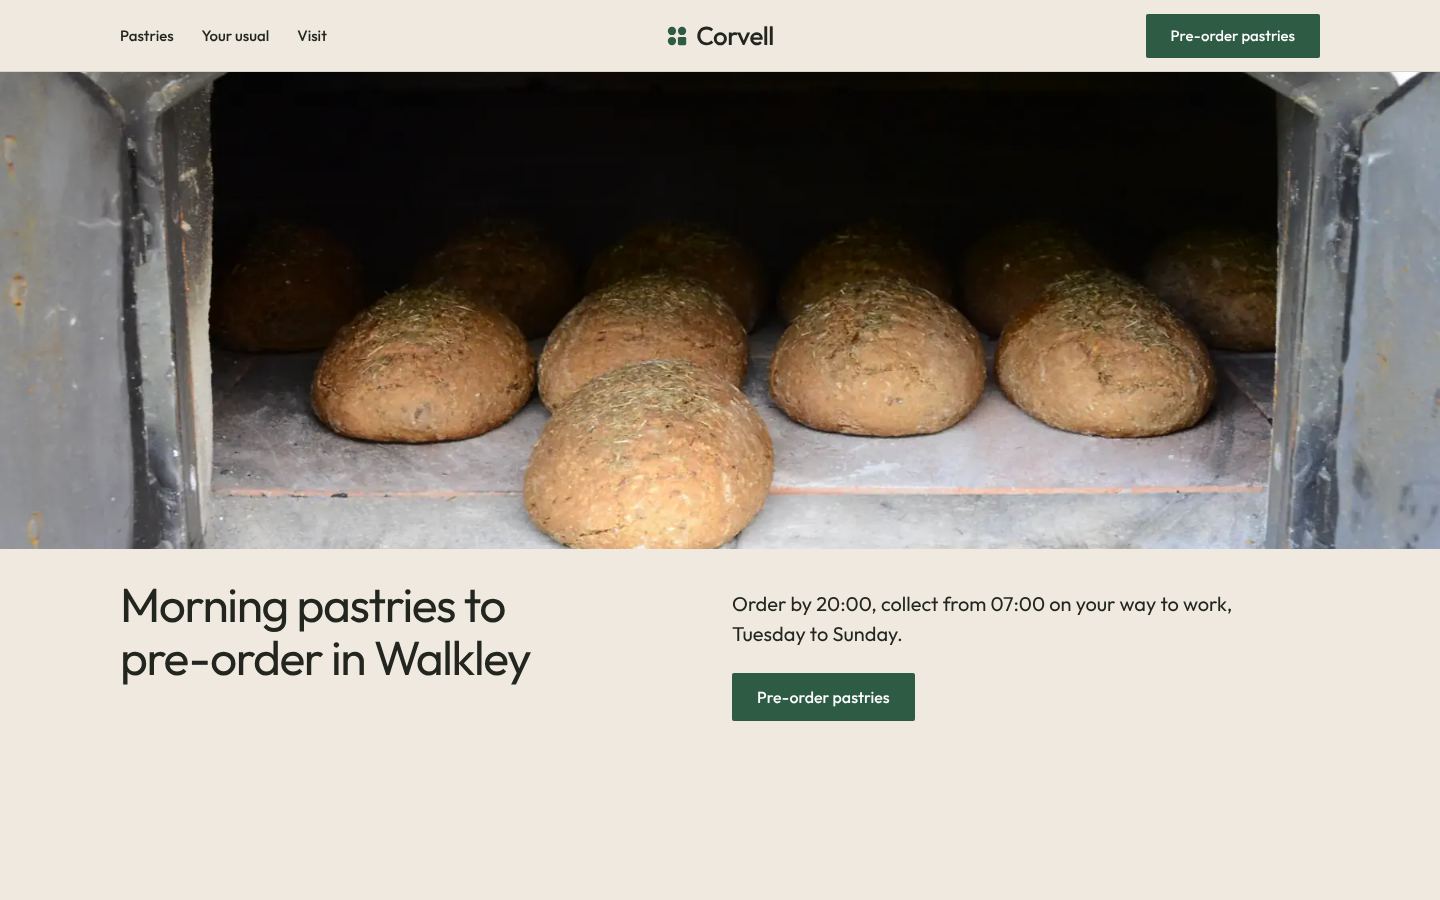 Pastries
Your usual
Visit
Corvell
Pre-order pastries
Morning pastries to
pre-order in Walkley
Order by 20:00, collect from 07:00 on your way to work,
Tuesday to Sunday.
Pre-order pastries